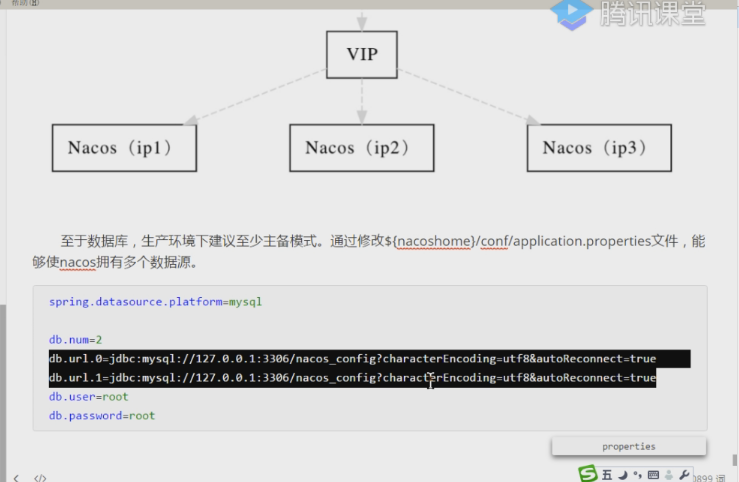 帮助(H)
腾讯课堂
VIP
Nacos（ip1）
Nacos（ip2）
Nacos（ip3）
至于数据库，生产环境下建议至少主备模式。通过修改${nacoshome}/conf/application.properties文件，能
够使nacos拥有多个数据源。
spring.datasource.platform=mysql
db.num=2
db.url.0=jdbc:mysql://127.0.0.1:3306/nacos_config?characterEncoding=utf8&autoReconnect=true
db.url.1=jdbc:mysql://127.0.0.1:3306/nacos_config?characterEncoding=utf8&autoReconnect=true
db.user=root
db.password=root
properties
五
0899 词